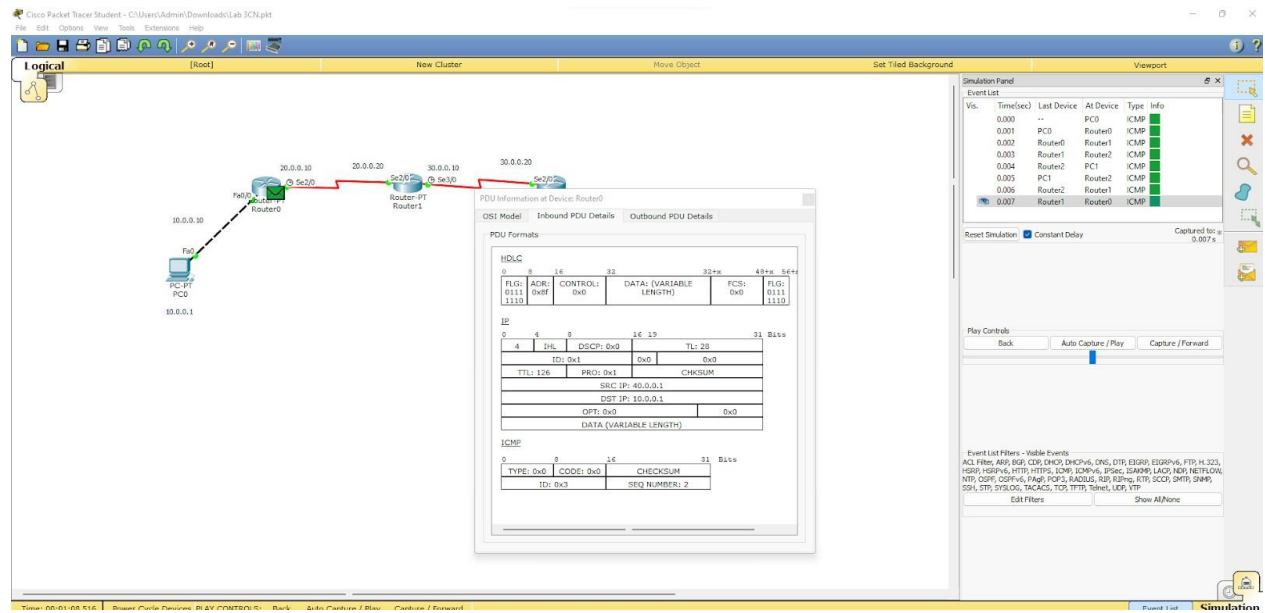 Cisco Packet Tracer Student - C:\Users\Admin\Downloads\Lab 3CN.pkt
File Edit Options View Tools Extensions Help
Logical [Root] New Cluster Move Object Set Tiled Background Viewport
20.0.0.10 20.0.0.20 30.0.0.10 30.0.0.20
Fa0/0 Se2/0 Se2/0 Se3/0 Se2/0
Router0
Router-PT
Router1
10.0.0.10
Fa0
PC-PT
PC0
10.0.0.1
PDU Information at Device: Router0
OSI Model Inbound PDU Details Outbound PDU Details
PDU Formats
HDLC
0 8 16 32 32+x 48+x 56+x
FLG: 0111 1110 ADR: 0x8f CONTROL: 0x0 DATA: (VARIABLE LENGTH) FCS: 0x0 FLG: 0111 1110
IP
0 4 8 16 19 31 Bits
4 IHL DSCP: 0x0 TL: 28
ID: 0x1 0x0 0x0
TTL: 126 PRO: 0x1 CHKSUM
SRC IP: 40.0.0.1
DST IP: 10.0.0.1
OPT: 0x0 0x0
DATA (VARIABLE LENGTH)
ICMP
0 8 16 31 Bits
TYPE: 0x0 CODE: 0x0 CHECKSUM
ID: 0x3 SEQ NUMBER: 2
Simulation Panel
Event List
Vis. Time(sec) Last Device At Device Type Info
0.000 -- PC0 ICMP
0.001 PC0 Router0 ICMP
0.002 Router0 Router1 ICMP
0.003 Router1 Router2 ICMP
0.004 Router2 PC1 ICMP
0.005 PC1 Router2 ICMP
0.006 Router2 Router1 ICMP
0.007 Router1 Router0 ICMP
Reset Simulation Constant Delay Captured to: *
0.007 s
Play Controls
Back Auto Capture / Play Capture / Forward
Event List Filters - Visible Events
ACL Filter, ARP, BGP, CDP, DHCP, DHCPv6, DNS, DTP, EIGRP, EIGRPv6, FTP, H.323,
HSRP, HSRPv6, HTTP, HTTPS, ICMP, ICMPv6, IPSec, ISAKMP, LACP, NDP, NETFLOW,
NTP, OSPF, OSPFv6, PAgP, POP3, RADIUS, RIP, RIPng, RTP, SCCP, SMTP, SNMP,
SSH, STP, SYSLOG, TACACS, TCP, TFTP, Telnet, UDP, VTP
Edit Filters Show All/None
Time: 00:01:08.516 Power Cycle Devices PLAY CONTROLS: Back Auto Capture / Play Capture / Forward Event List Simulation